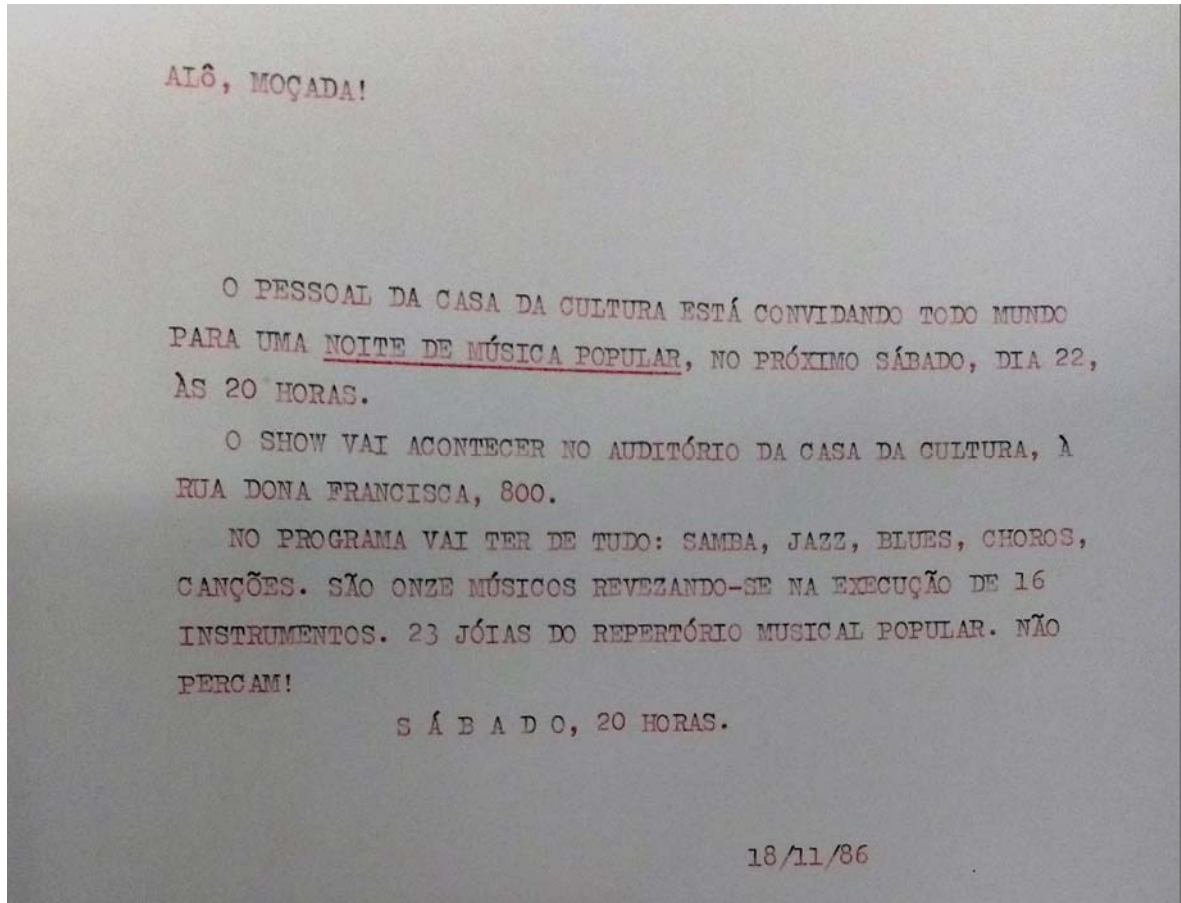 ALÔ, MOÇADA!
O PESSOAL DA CASA DA CULTURA ESTÁ CONVIDANDO TODO MUNDO
PARA UMA NOITE DE MÚSICA POPULAR, NO PRÓXIMO SÁBADO, DIA 22,
ÀS 20 HORAS.
O SHOW VAI ACONTECER NO AUDITÓRIO DA CASA DA CULTURA, À
RUA DONA FRANCISCA, 800.
NO PROGRAMA VAI TER DE TUDO: SAMBA, JAZZ, BLUES, CHOROS,
CANÇÕES. SÃO ONZE MÚSICOS REVEZANDO-SE NA EXECUÇÃO DE 16
INSTRUMENTOS. 23 JÓIAS DO REPERTÓRIO MUSICAL POPULAR. NÃO
PERCAM!
S Á B A D O, 20 HORAS.
18/11/86